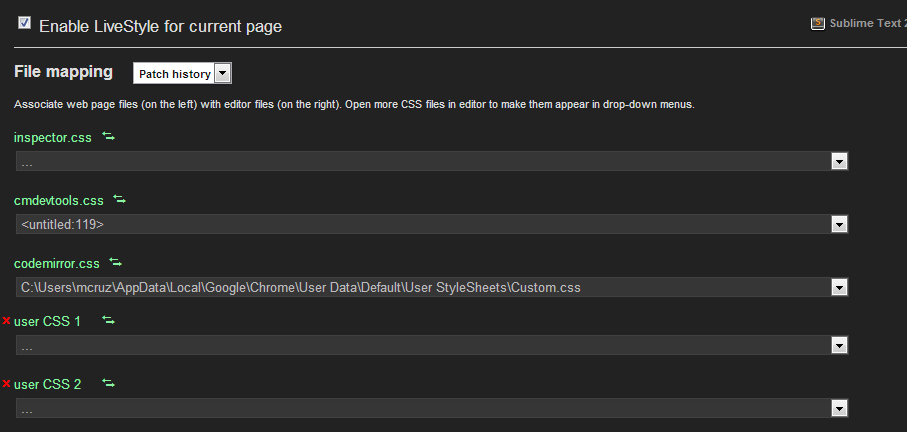 Enable LiveStyle for current page
Sublime Text 2
File mapping Patch history
Associate web page files (on the left) with editor files (on the right). Open more CSS files in editor to make them appear in drop-down menus.
inspector.css
...
cmdevtools.css
<untitled:119>
codemirror.css
C:\Users\mcruz\AppData\Local\Google\Chrome\User Data\Default\User StyleSheets\Custom.css
user CSS 1
...
user CSS 2
...